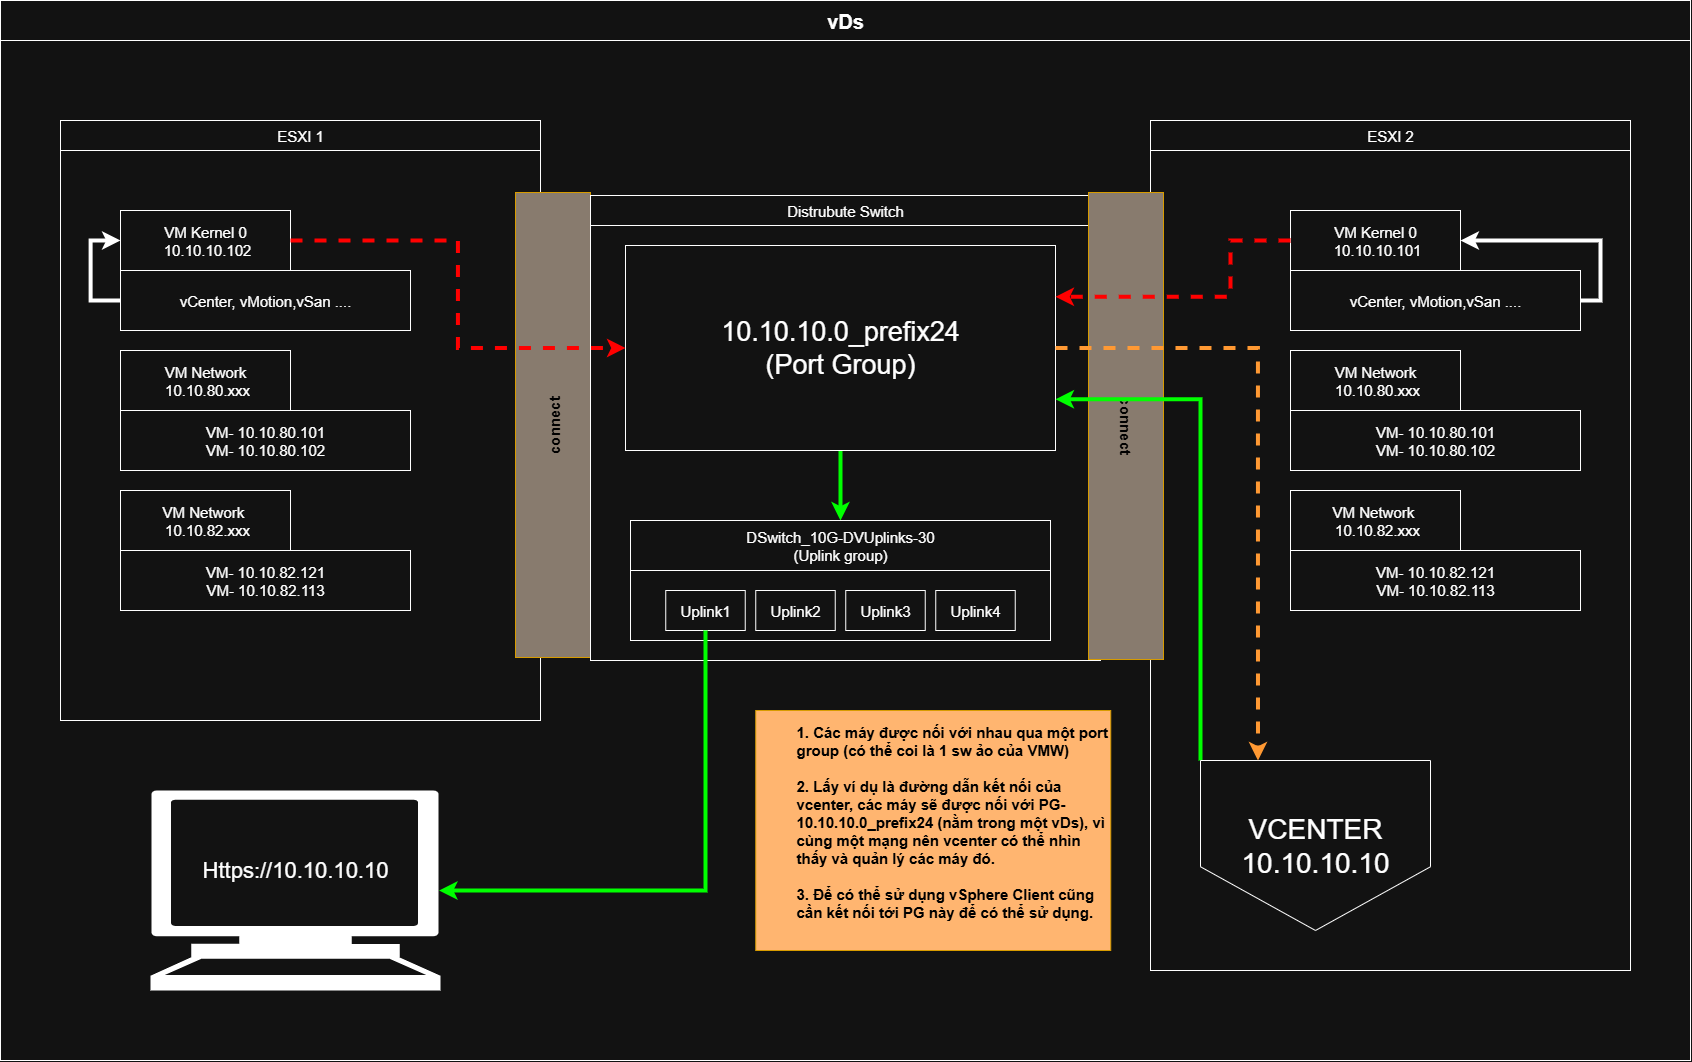 vDs
ESXI 1
VM Kernel 0
10.10.10.102
vCenter, vMotion,vSan ....
VM Network
10.10.80.xxx
VM- 10.10.80.101
VM- 10.10.80.102
VM Network
10.10.82.xxx
VM- 10.10.82.121
VM- 10.10.82.113
connect
Distrubute Switch
10.10.10.0_prefix24
(Port Group)
DSwitch_10G-DVUplinks-30
(Uplink group)
Uplink1
Uplink2
Uplink3
Uplink4
connect
ESXI 2
VM Kernel 0
10.10.10.101
vCenter, vMotion,vSan ....
VM Network
10.10.80.xxx
VM- 10.10.80.101
VM- 10.10.80.102
VM Network
10.10.82.xxx
VM- 10.10.82.121
VM- 10.10.82.113
Https://10.10.10.10
1. Các máy được nối với nhau qua một port
group (có thể coi là 1 sw ảo của VMW)
2. Lấy ví dụ là đường dẫn kết nối của
vcenter, các máy sẽ được nối với PG-
10.10.10.0_prefix24 (nằm trong một vDs), vì
cùng một mạng nên vcenter có thể nhìn
thấy và quản lý các máy đó.
3. Để có thể sử dụng vSphere Client cũng
cần kết nối tới PG này để có thể sử dụng.
VCENTER
10.10.10.10